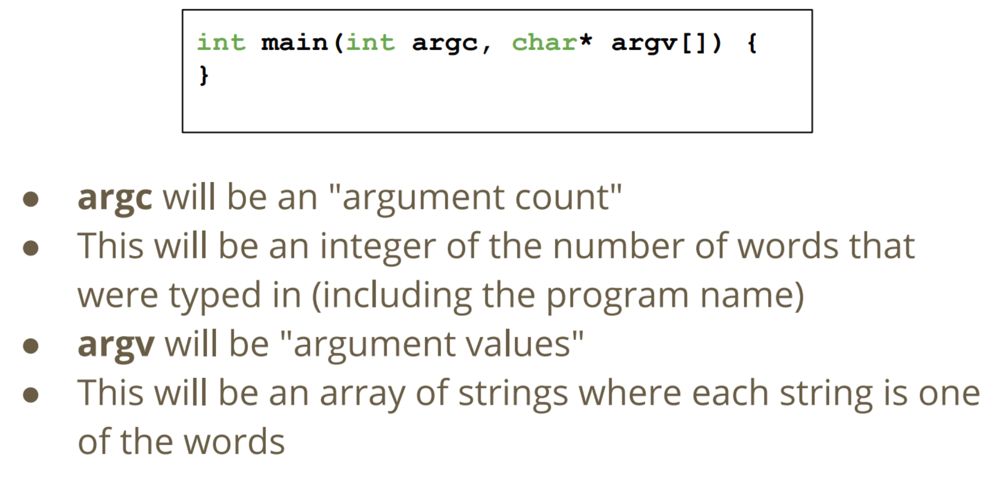 int main(int argc, char* argv[]) {
}
● argc will be an "argument count"
● This will be an integer of the number of words that
were typed in (including the program name)
● argv will be "argument values"
● This will be an array of strings where each string is one
of the words